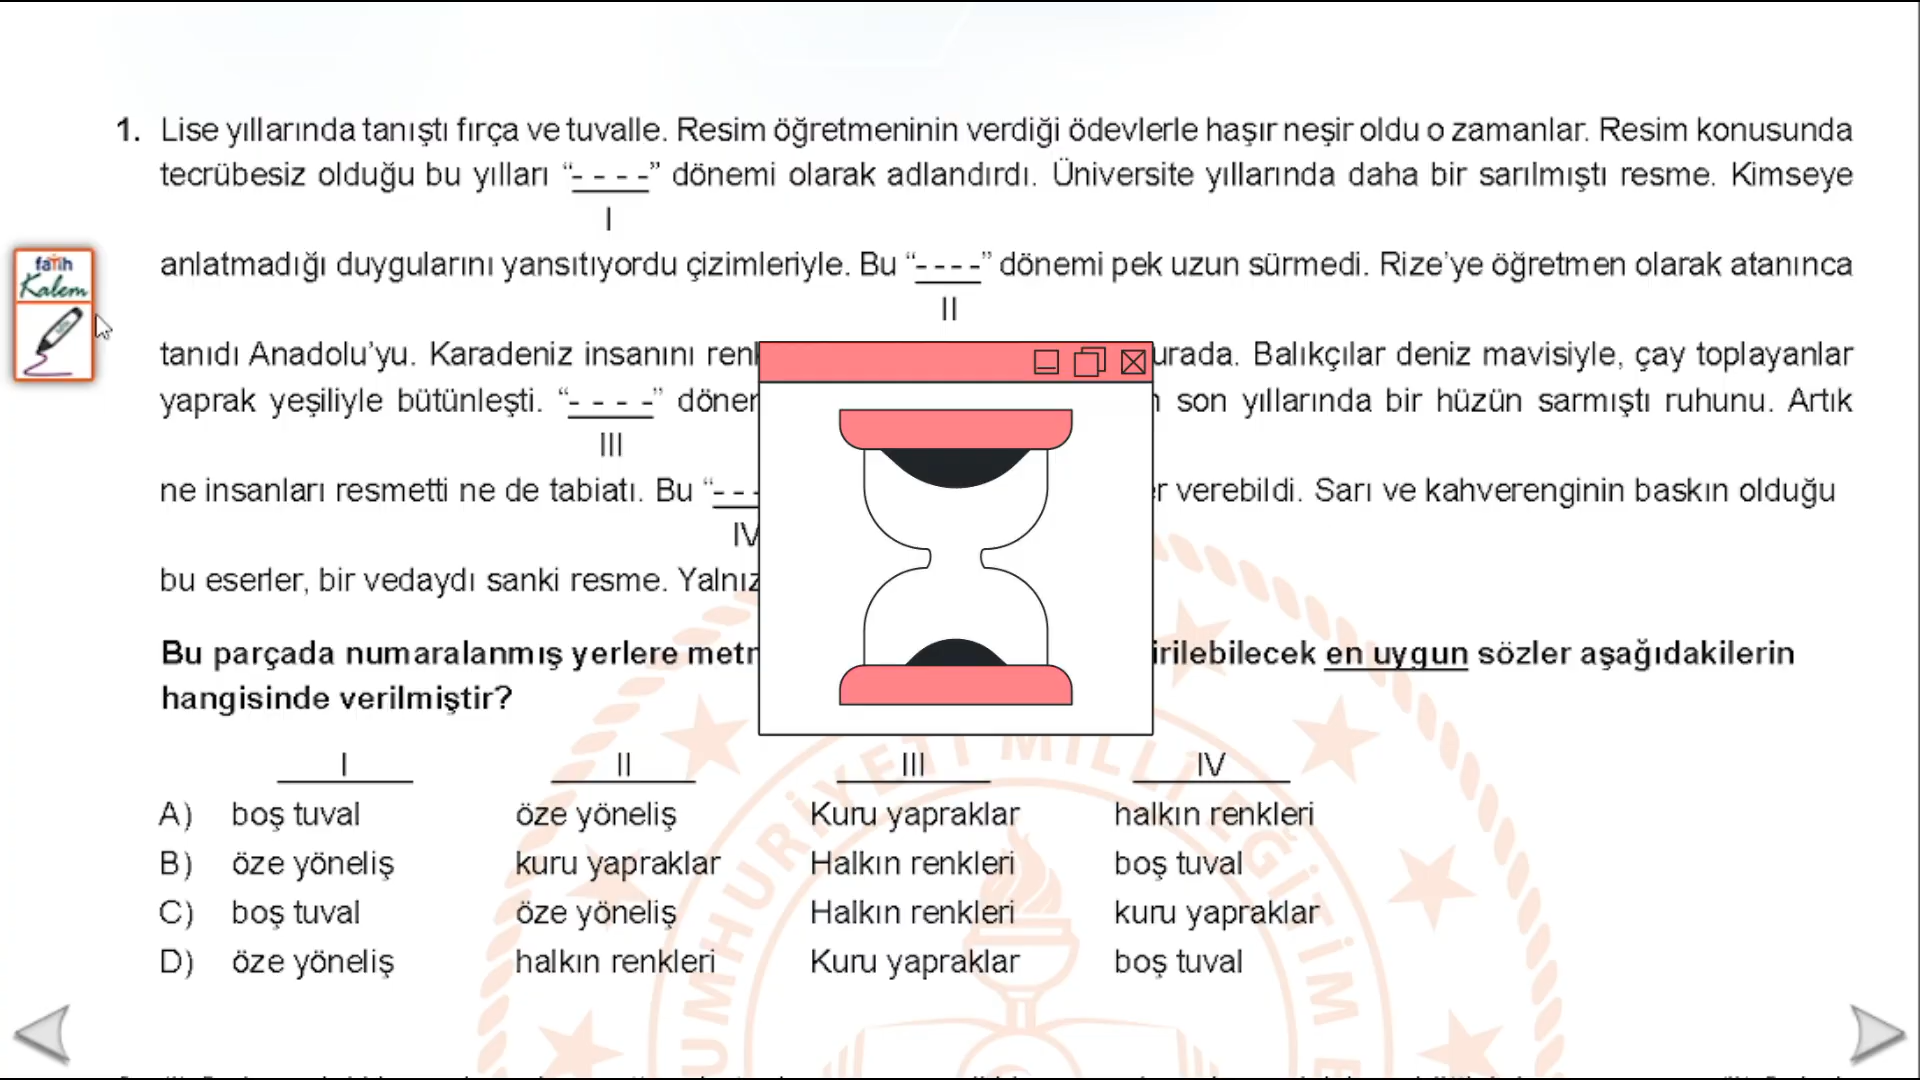 1. Lise yıllarında tanıştı fırça ve tuvalle. Resim öğretmeninin verdiği ödevlerle haşır neşir oldu o zamanlar. Resim konusunda
tecrübesiz olduğu bu yılları “- - - -” dönemi olarak adlandırdı. Üniversite yıllarında daha bir sarılmıştı resme. Kimseye
I
anlatmadığı duygularını yansıtıyordu çizimleriyle. Bu “- - - -” dönemi pek uzun sürmedi. Rize’ye öğretmen olarak atanınca
II
fatih
Kalem
tanıdı Anadolu’yu. Karadeniz insanını urada. Balıkçılar deniz mavisiyle, çay toplayanlar
yaprak yeşiliyle bütünleşti. “- - - -” döner son yıllarında bir hüzün sarmıştı ruhunu. Artık
III
ne insanları resmetti ne de tabiatı. Bu “- - - verebildi. Sarı ve kahverenginin baskın olduğu
IV
bu eserler, bir vedaydı sanki resme. Yalnız
Bu parçada numaralanmış yerlere metr irilebilecek en uygun sözler aşağıdakilerin
hangisinde verilmiştir?
I II III IV
A) boş tuval öze yöneliş Kuru yapraklar halkın renkleri
B) öze yöneliş kuru yapraklar Halkın renkleri boş tuval
C) boş tuval öze yöneliş Halkın renkleri kuru yapraklar
D) öze yöneliş halkın renkleri Kuru yapraklar boş tuval